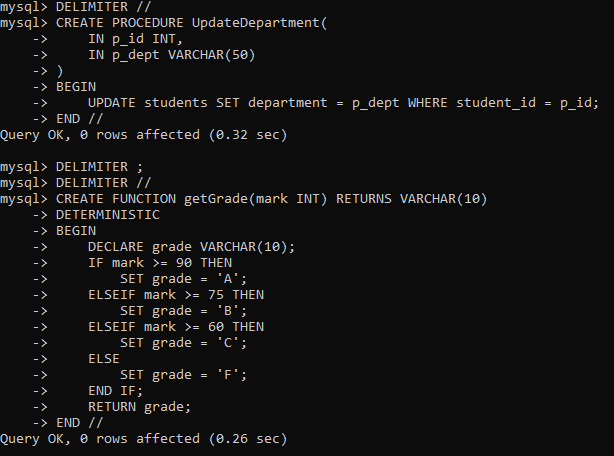 mysql> DELIMITER //
mysql> CREATE PROCEDURE UpdateDepartment(
    ->     IN p_id INT,
    ->     IN p_dept VARCHAR(50)
    -> )
    -> BEGIN
    ->     UPDATE students SET department = p_dept WHERE student_id = p_id;
    -> END //
Query OK, 0 rows affected (0.32 sec)

mysql> DELIMITER ;
mysql> DELIMITER //
mysql> CREATE FUNCTION getGrade(mark INT) RETURNS VARCHAR(10)
    -> DETERMINISTIC
    -> BEGIN
    ->     DECLARE grade VARCHAR(10);
    ->     IF mark >= 90 THEN
    ->         SET grade = 'A';
    ->     ELSEIF mark >= 75 THEN
    ->         SET grade = 'B';
    ->     ELSEIF mark >= 60 THEN
    ->         SET grade = 'C';
    ->     ELSE
    ->         SET grade = 'F';
    ->     END IF;
    ->     RETURN grade;
    -> END //
Query OK, 0 rows affected (0.26 sec)